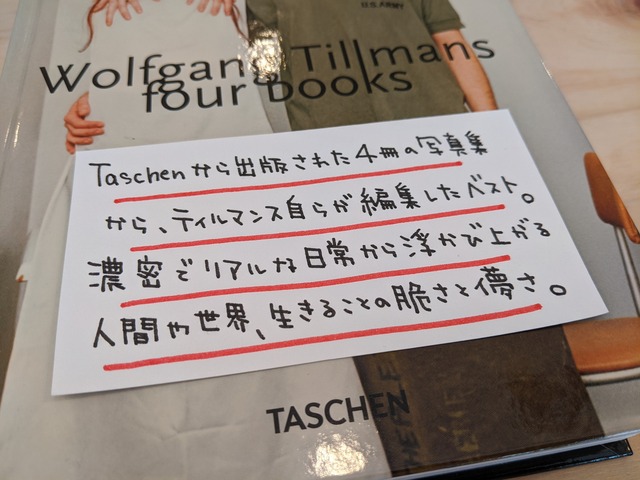 U.S. ARMY
Wolfgang Tillmans
four books
Taschenから出版された4冊の写真集
から、ティルマンス自らが編集したベスト。
濃密でリアルな日常から浮かび上がる
人間や世界、生きることの脆さと儚さ。
TASCHEN